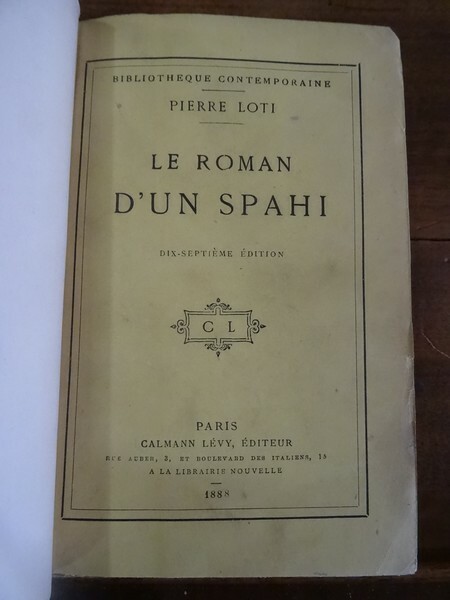 BIBLIOTHEQUE CONTEMPORAINE
PIERRE LOTI
LE ROMAN
D'UN SPAHI
DIX-SEPTIÈME ÉDITION
C L
PARIS
CALMANN LÉVY, ÉDITEUR
RUE AUBER, 3, ET BOULEVARD DES ITALIENS, 15
A LA LIBRAIRIE NOUVELLE
1888